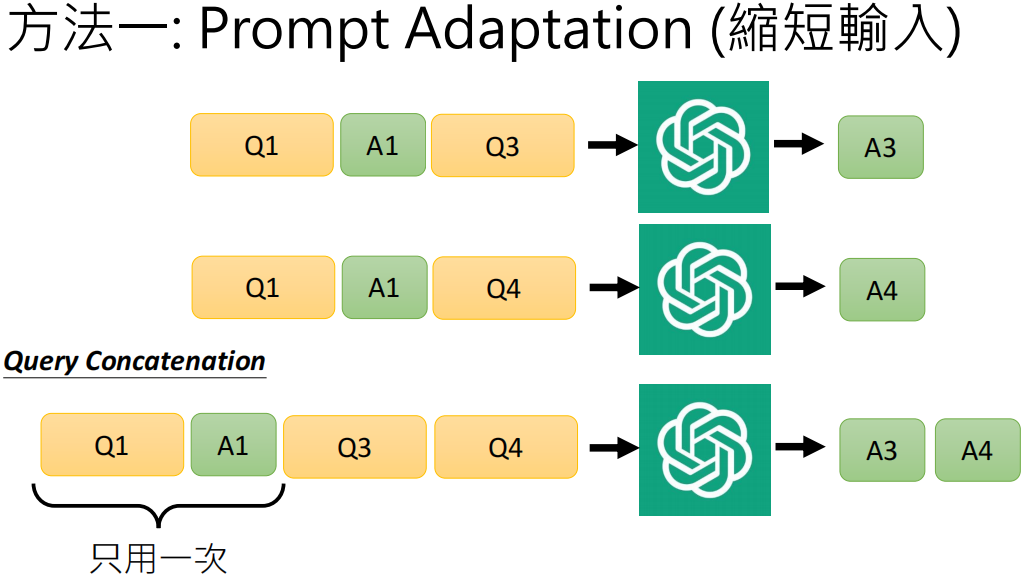 方法一: Prompt Adaptation (縮短輸入)
Q1 A1 Q3 A3
Q1 A1 Q4 A4
Query Concatenation
Q1 A1 Q3 Q4 A3 A4
只用一次